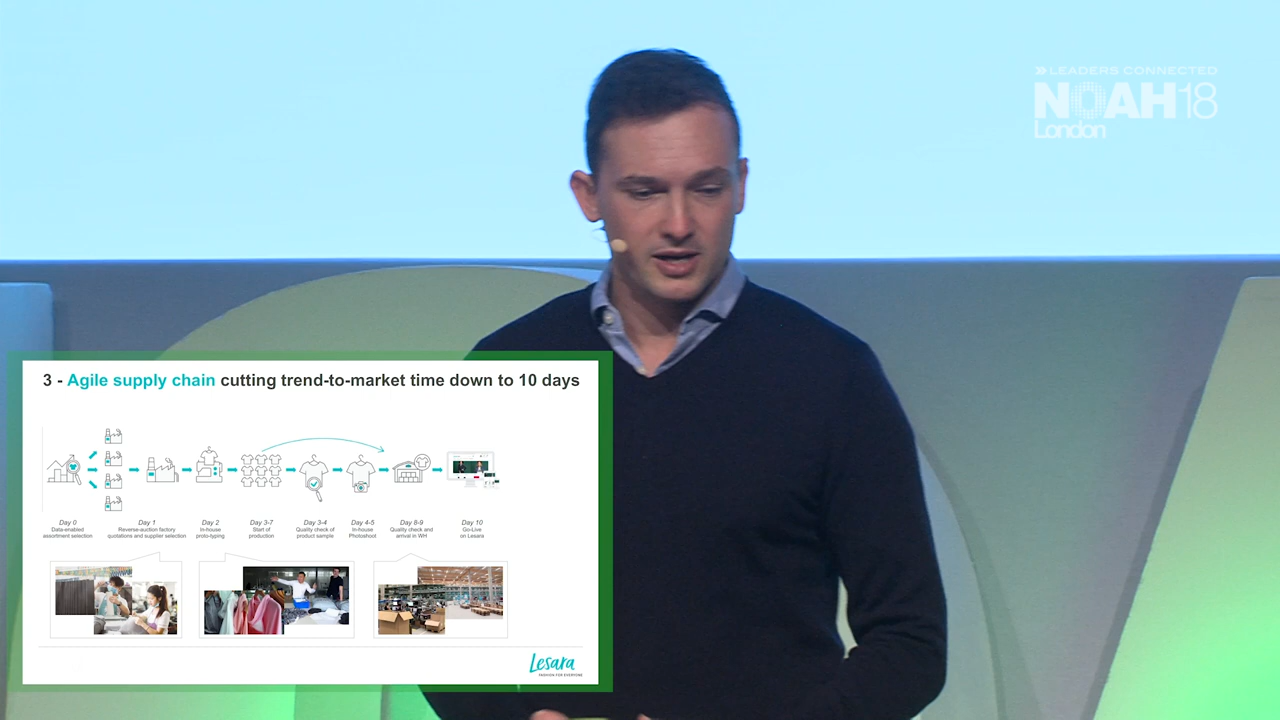 LEADERS CONNECTED
NOAH18
London
3 - Agile supply chain cutting trend-to-market time down to 10 days
Day 0
Data-enabled
assortment selection
Day 1
Reverse-auction factory
quotations and supplier selection
Day 2
In-house
proto-typing
Day 3-7
Start of
production
Day 3-4
Quality check of
product sample
Day 4-5
In-house
Photoshoot
Day 8-9
Quality check and
arrival in WH
Day 10
Go-Live
on Lesara
Lesara
FASHION FOR EVERYONE